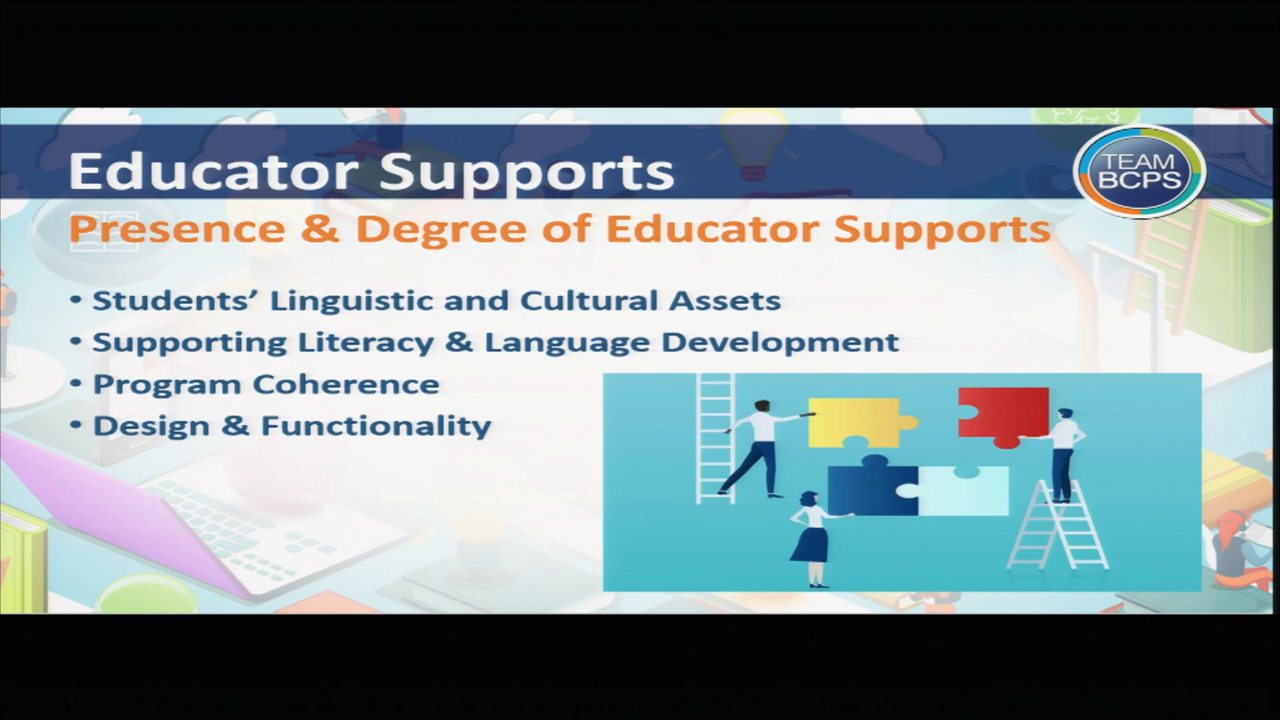 Educator Supports
TEAM
BCPS
Presence & Degree of Educator Supports
• Students’ Linguistic and Cultural Assets
• Supporting Literacy & Language Development
• Program Coherence
• Design & Functionality